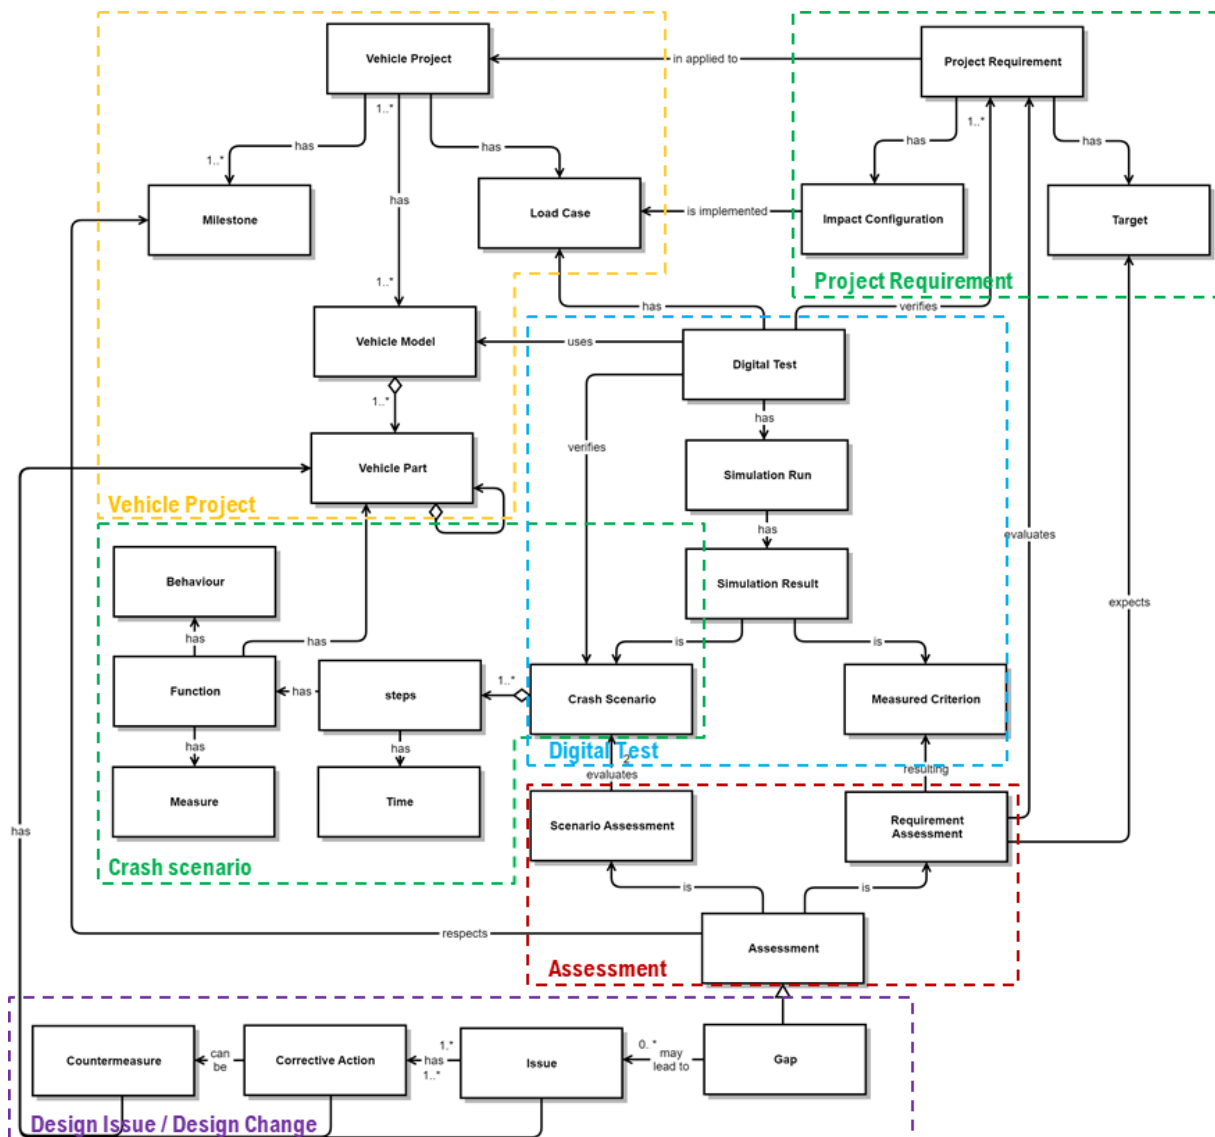 Vehicle Project
in applied to
Project Requirement
1..*
1..*
has
has
has
has
1..*
has
Milestone
Load Case
is implemented
Impact Configuration
Target
Project Requirement
1..*
has
verifies
Vehicle Model
uses
Digital Test
1..*
has
verifies
Vehicle Part
Simulation Run
Vehicle Project
has
evaluates
Behaviour
Simulation Result
expects
has
has
is
is
Function
has
steps
1..*
Crash Scenario
Measured Criterion
has
has
Digital Test
2
evaluates
resulting
Measure
Time
has
Scenario Assessment
Requirement
Assessment
Crash scenario
is
is
respects
Assessment
Assessment
Countermeasure
can
be
Corrective Action
1.*
has
1..*
Issue
0..*
may
lead to
Gap
Design Issue / Design Change